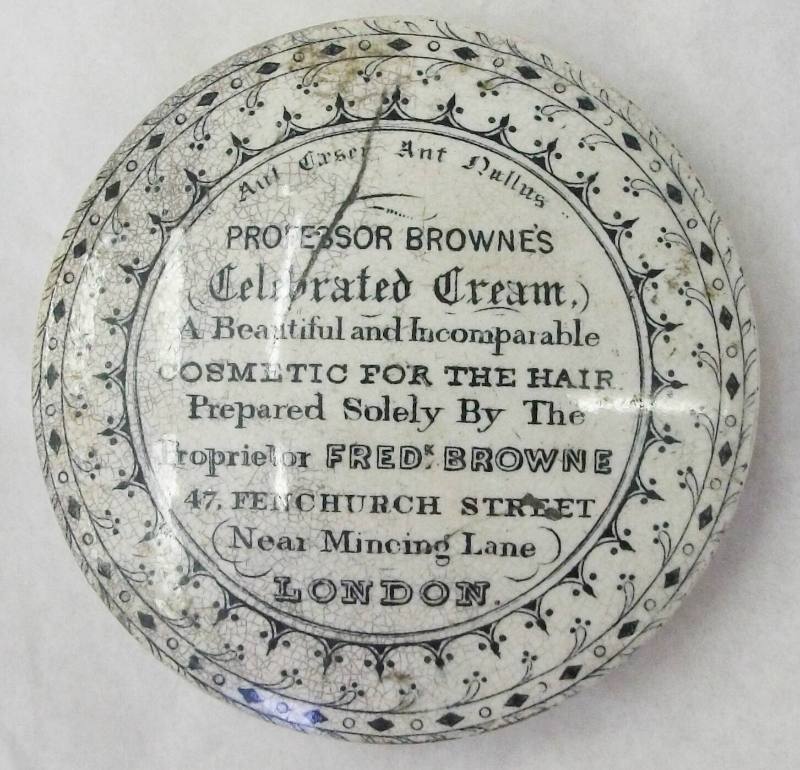 Aut Cæser Aut Nullus
PROFESSOR BROWNE'S
(Celebrated Cream,)
A Beautiful and Incomparable
COSMETIC FOR THE HAIR.
Prepared Solely By The
Proprietor FREDK. BROWNE
47, FENCHURCH STREET
(Near Mincing Lane)
LONDON.